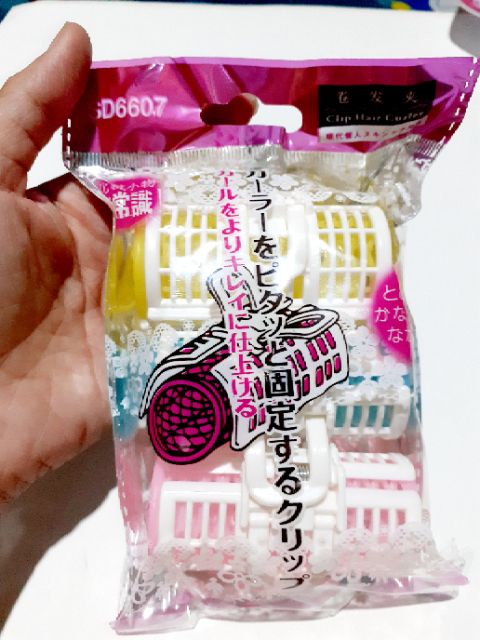 SD6607
卷发夹
Clip Hair Curler
常識
カーラーをピタッと固定するクリップ
カールをよりキレイに仕上げる